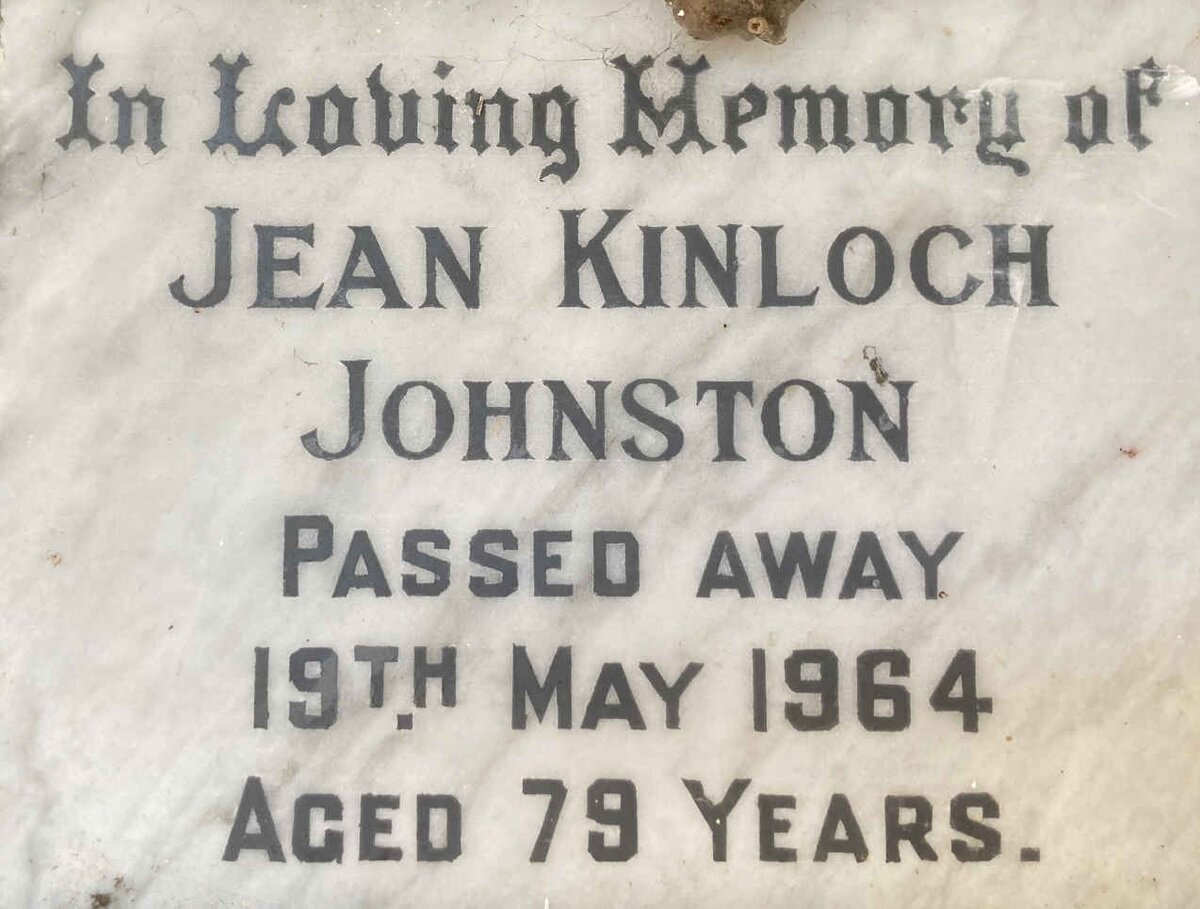 In Loving Memory of
JEAN KINLOCH
JOHNSTON
PASSED AWAY
19TH. MAY 1964
AGED 79 YEARS.